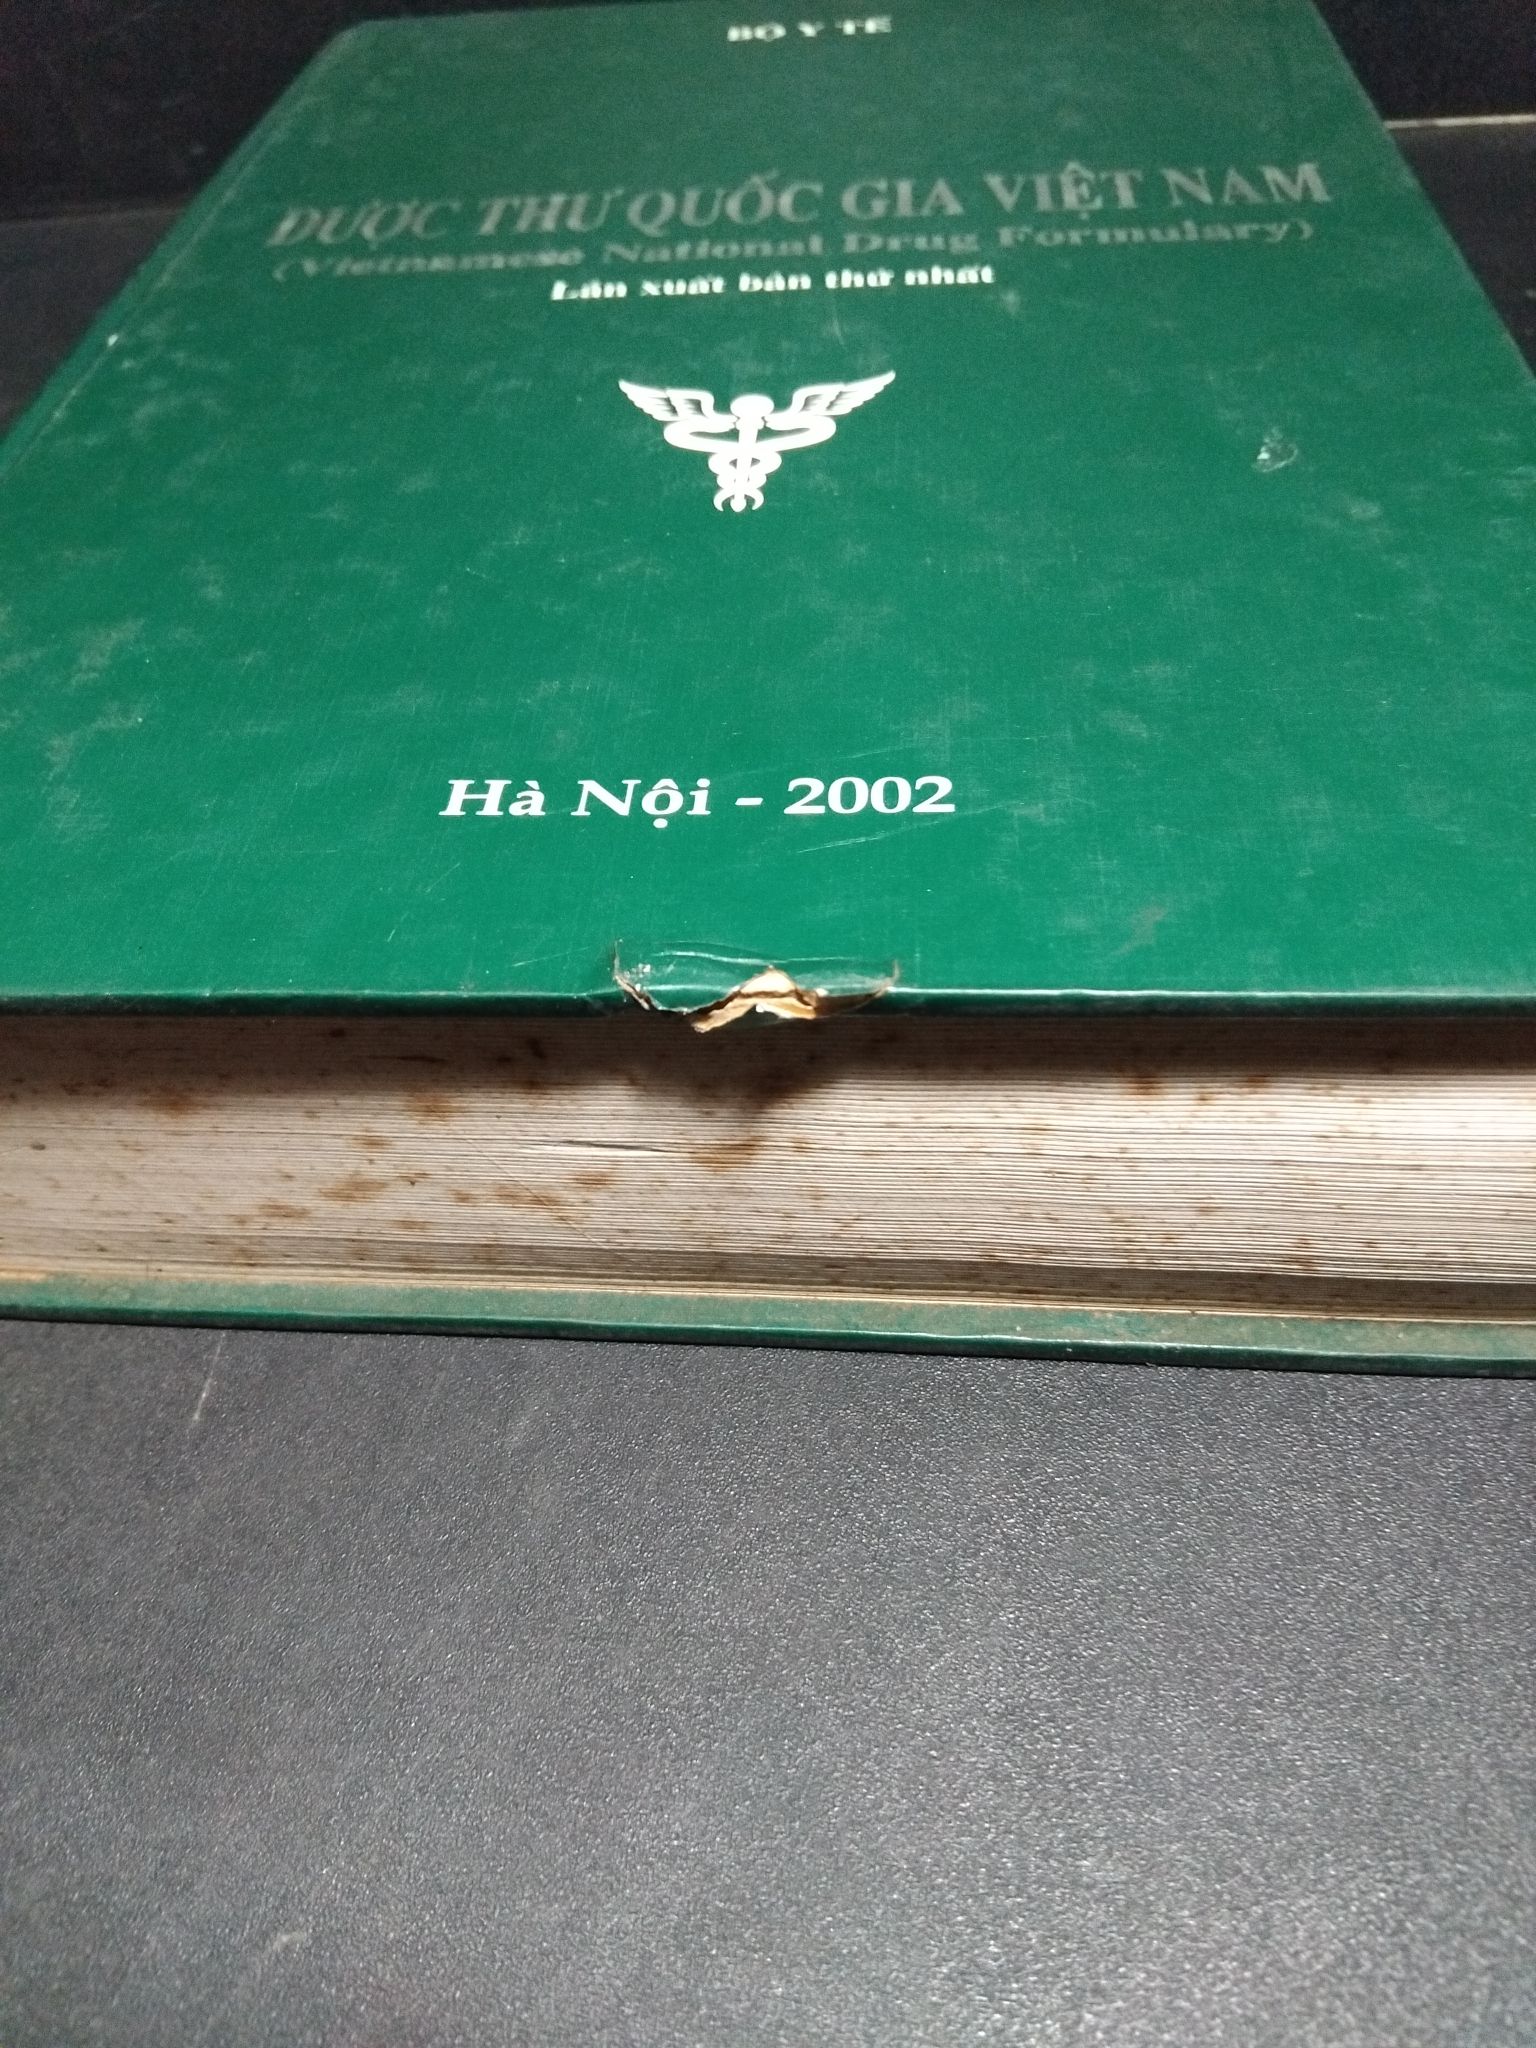 BỘ Y TẾ
DƯỢC THƯ QUỐC GIA VIỆT NAM
(Vietnamese National Drug Formulary)
Lần xuất bản thứ nhất
Hà Nội - 2002